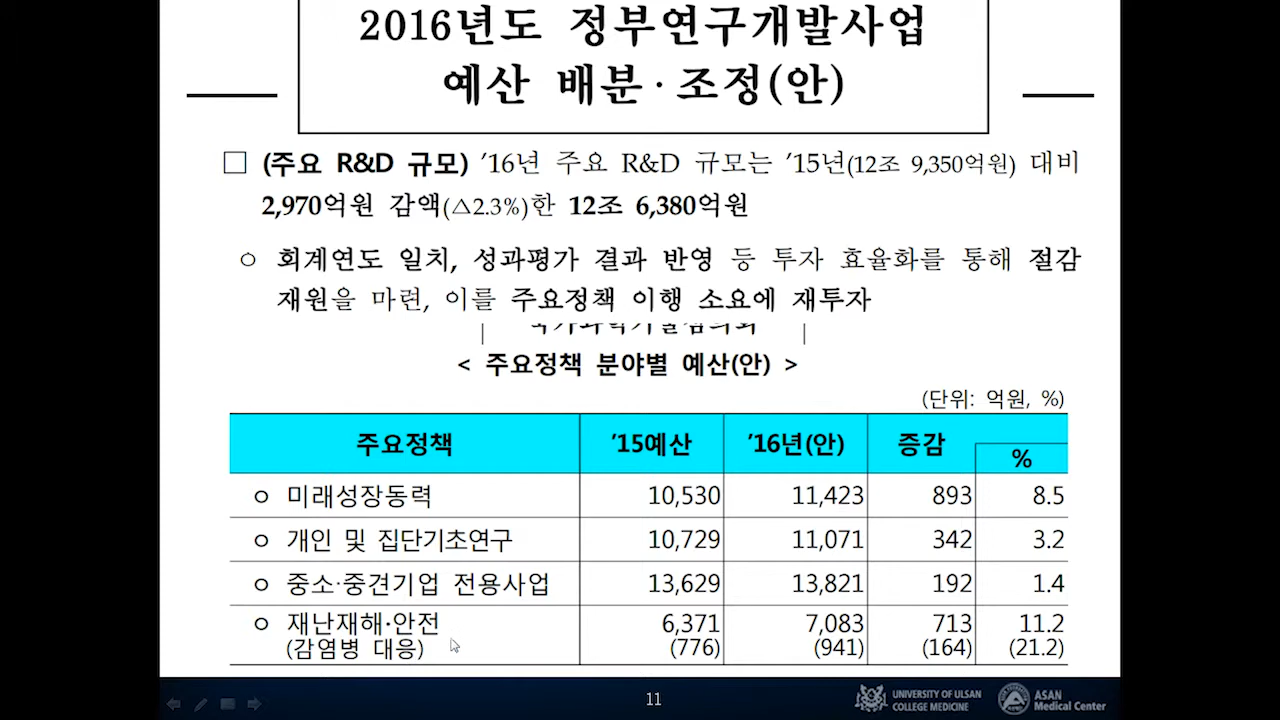 2016년도 정부연구개발사업
예산 배분·조정(안)
□ (주요 R&D 규모) ’16년 주요 R&D 규모는 ’15년(12조 9,350억원) 대비
2,970억원 감액(△2.3%)한 12조 6,380억원
ㅇ 회계연도 일치, 성과평가 결과 반영 등 투자 효율화를 통해 절감
재원을 마련, 이를 주요정책 이행 소요에 재투자
< 주요정책 분야별 예산(안) >
(단위: 억원, %)
주요정책 ’15예산 ’16년(안) 증감 %
ㅇ 미래성장동력 10,530 11,423 893 8.5
ㅇ 개인 및 집단기초연구 10,729 11,071 342 3.2
ㅇ 중소·중견기업 전용사업 13,629 13,821 192 1.4
ㅇ 재난재해·안전 6,371 7,083 713 11.2
(감염병 대응) (776) (941) (164) (21.2)
11
UNIVERSITY OF ULSAN
COLLEGE MEDICINE
ASAN
Medical Center